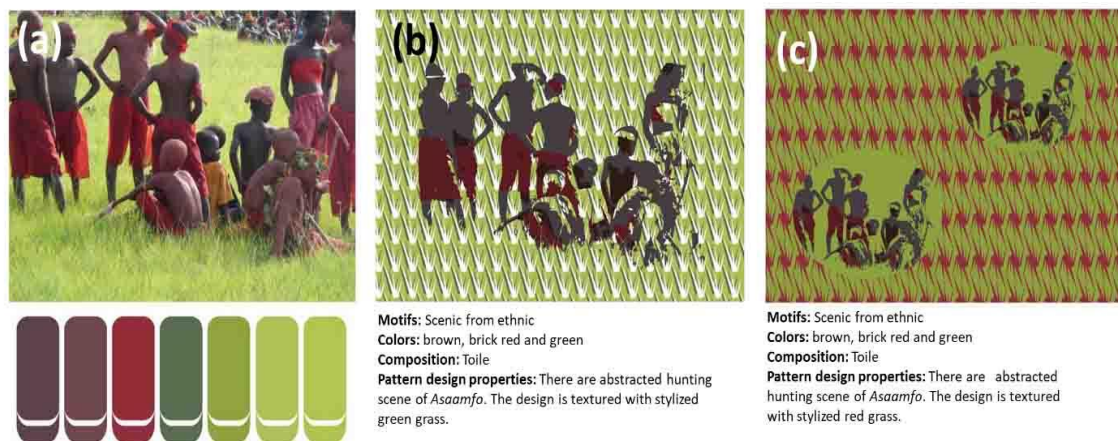 (a)
(b)
(c)
Motifs: Scenic from ethnic
Colors: brown, brick red and green
Composition: Toile
Pattern design properties: There are abstracted hunting
scene of Asaamfo. The design is textured with stylized
green grass.
Motifs: Scenic from ethnic
Colors: brown, brick red and green
Composition: Toile
Pattern design properties: There are abstracted
hunting scene of Asaamfo. The design is textured
with stylized red grass.